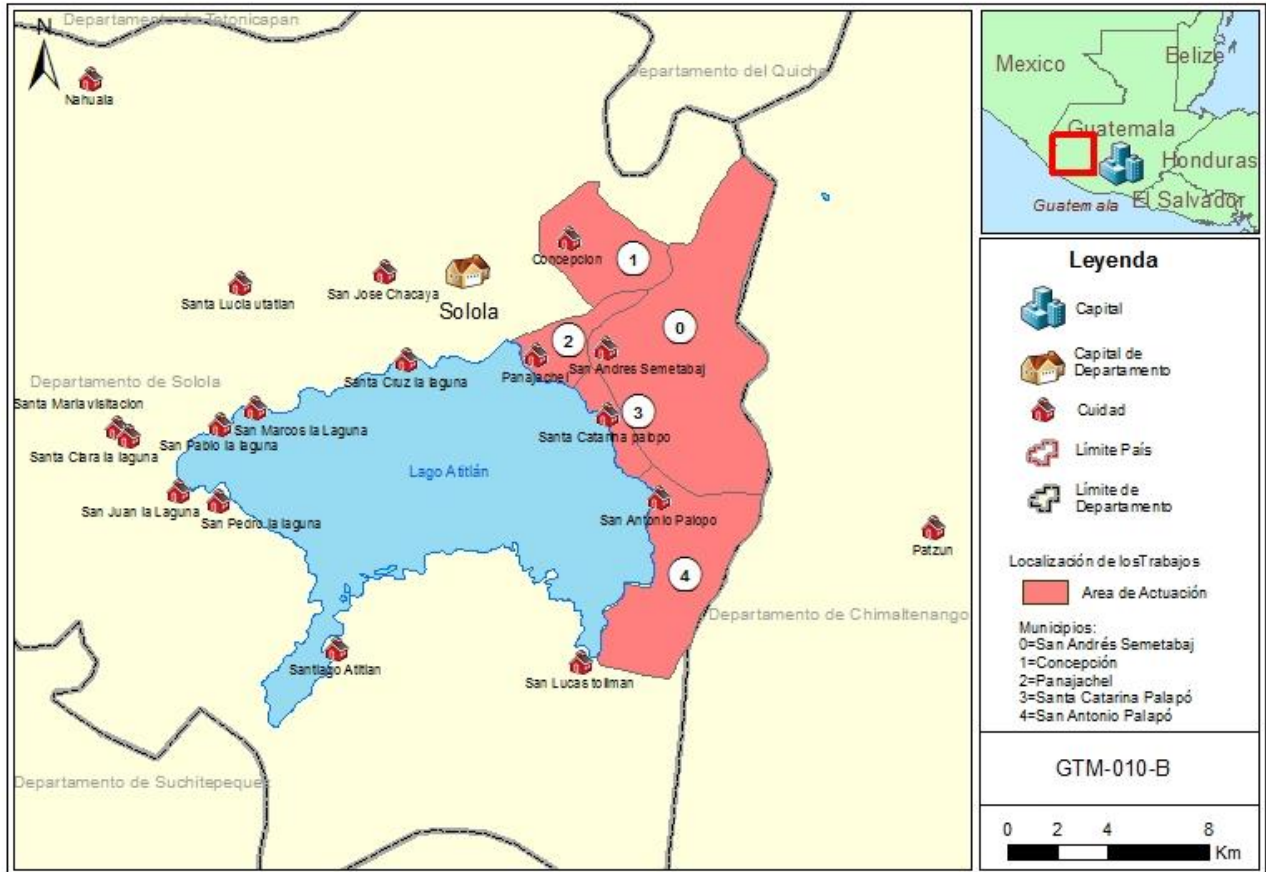 Departamento de Totonicapan
N
Nahuala
Departamento del Quiche
Concepcion
1
Santa Lucia utatlan
San Jose Chacaya
Solola
0
2
Panajachel
San Andres Semetabaj
Santa Cruz la laguna
Departamento de Solola
Santa Maria visitacion
3
San Marcos la Laguna
San Pablo la laguna
Santa Catarina palopo
Santa Clara la laguna
Lago Atitlán
San Juan la Laguna
San Pedro la laguna
San Antonio Palopo
Patzun
4
Departamento de Chimaltenango
Santiago Atitlan
San Lucas toliman
Departamento de Suchitepequez
Mexico
Belize
Guatemala
Honduras
Guatemala
El Salvador
Leyenda
Capital
Capital de
Departamento
Cuidad
Límite País
Límite de
Departamento
Localización de losTrabajos
Area de Actuación
Municipios:
0=San Andrés Semetabaj
1=Concepción
2=Panajachel
3=Santa Catarina Palapó
4=San Antonio Palapó
GTM-010-B
0 2 4 8
Km